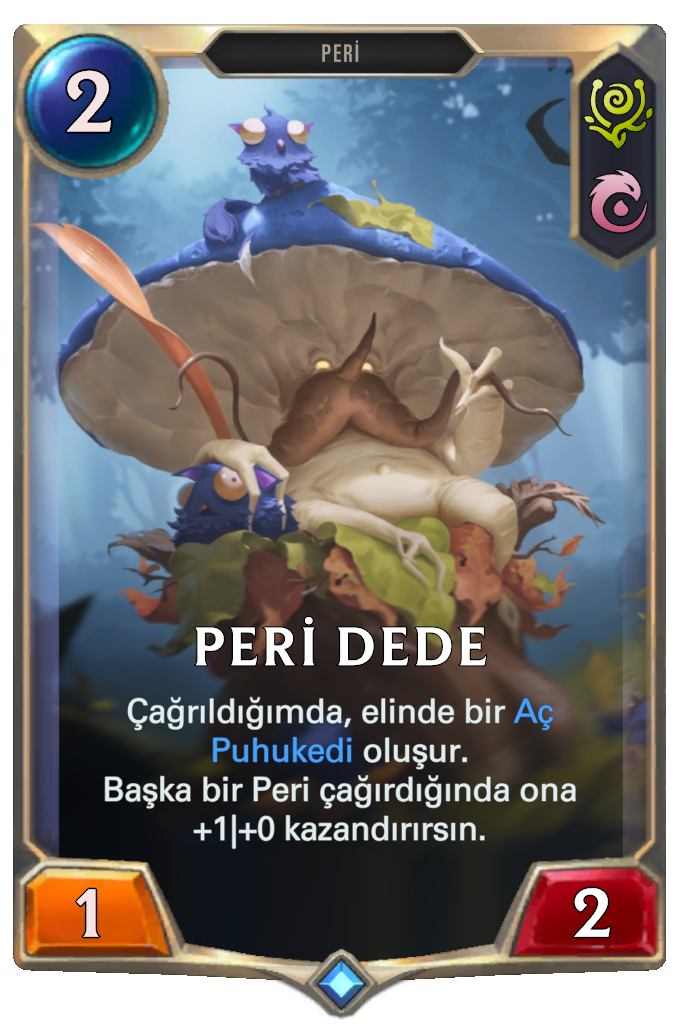 2
PERİ
PERİ DEDE
Çağrıldığımda, elinde bir Aç
Puhukedi oluşur.
Başka bir Peri çağırdığında ona
+1|+0 kazandırırsın.
1
2